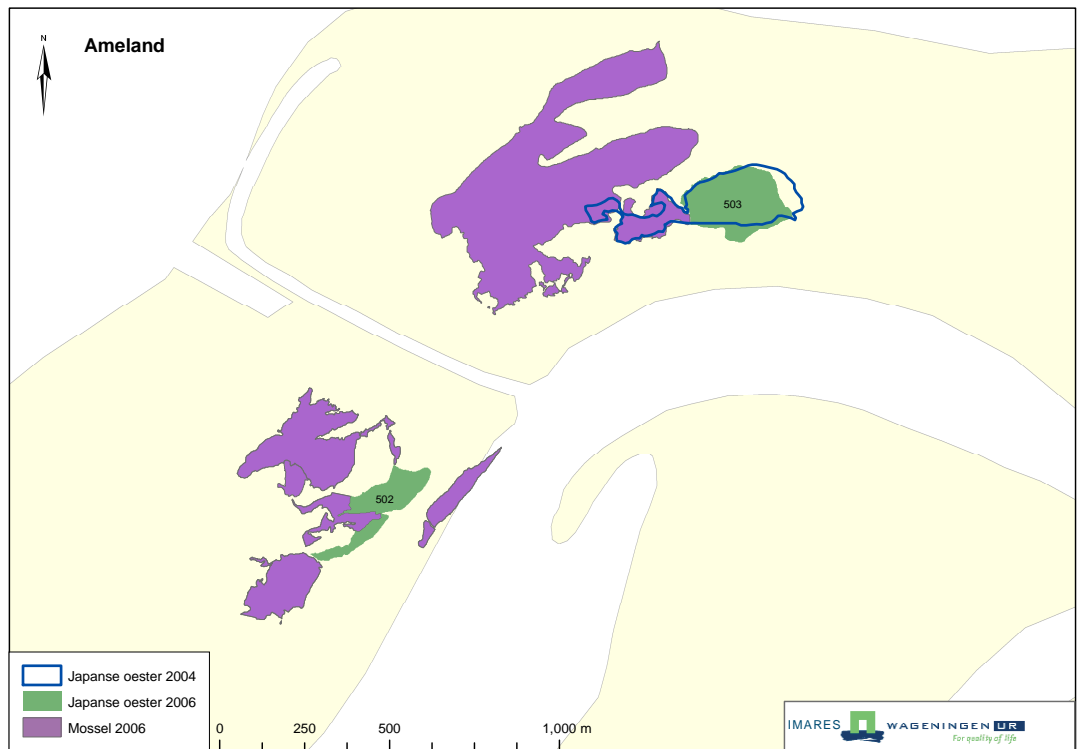 N
Ameland
503
502
Japanse oester 2004
Japanse oester 2006
Mossel 2006
0 250 500 1,000 m
IMARES WAGENINGEN UR
For quality of life